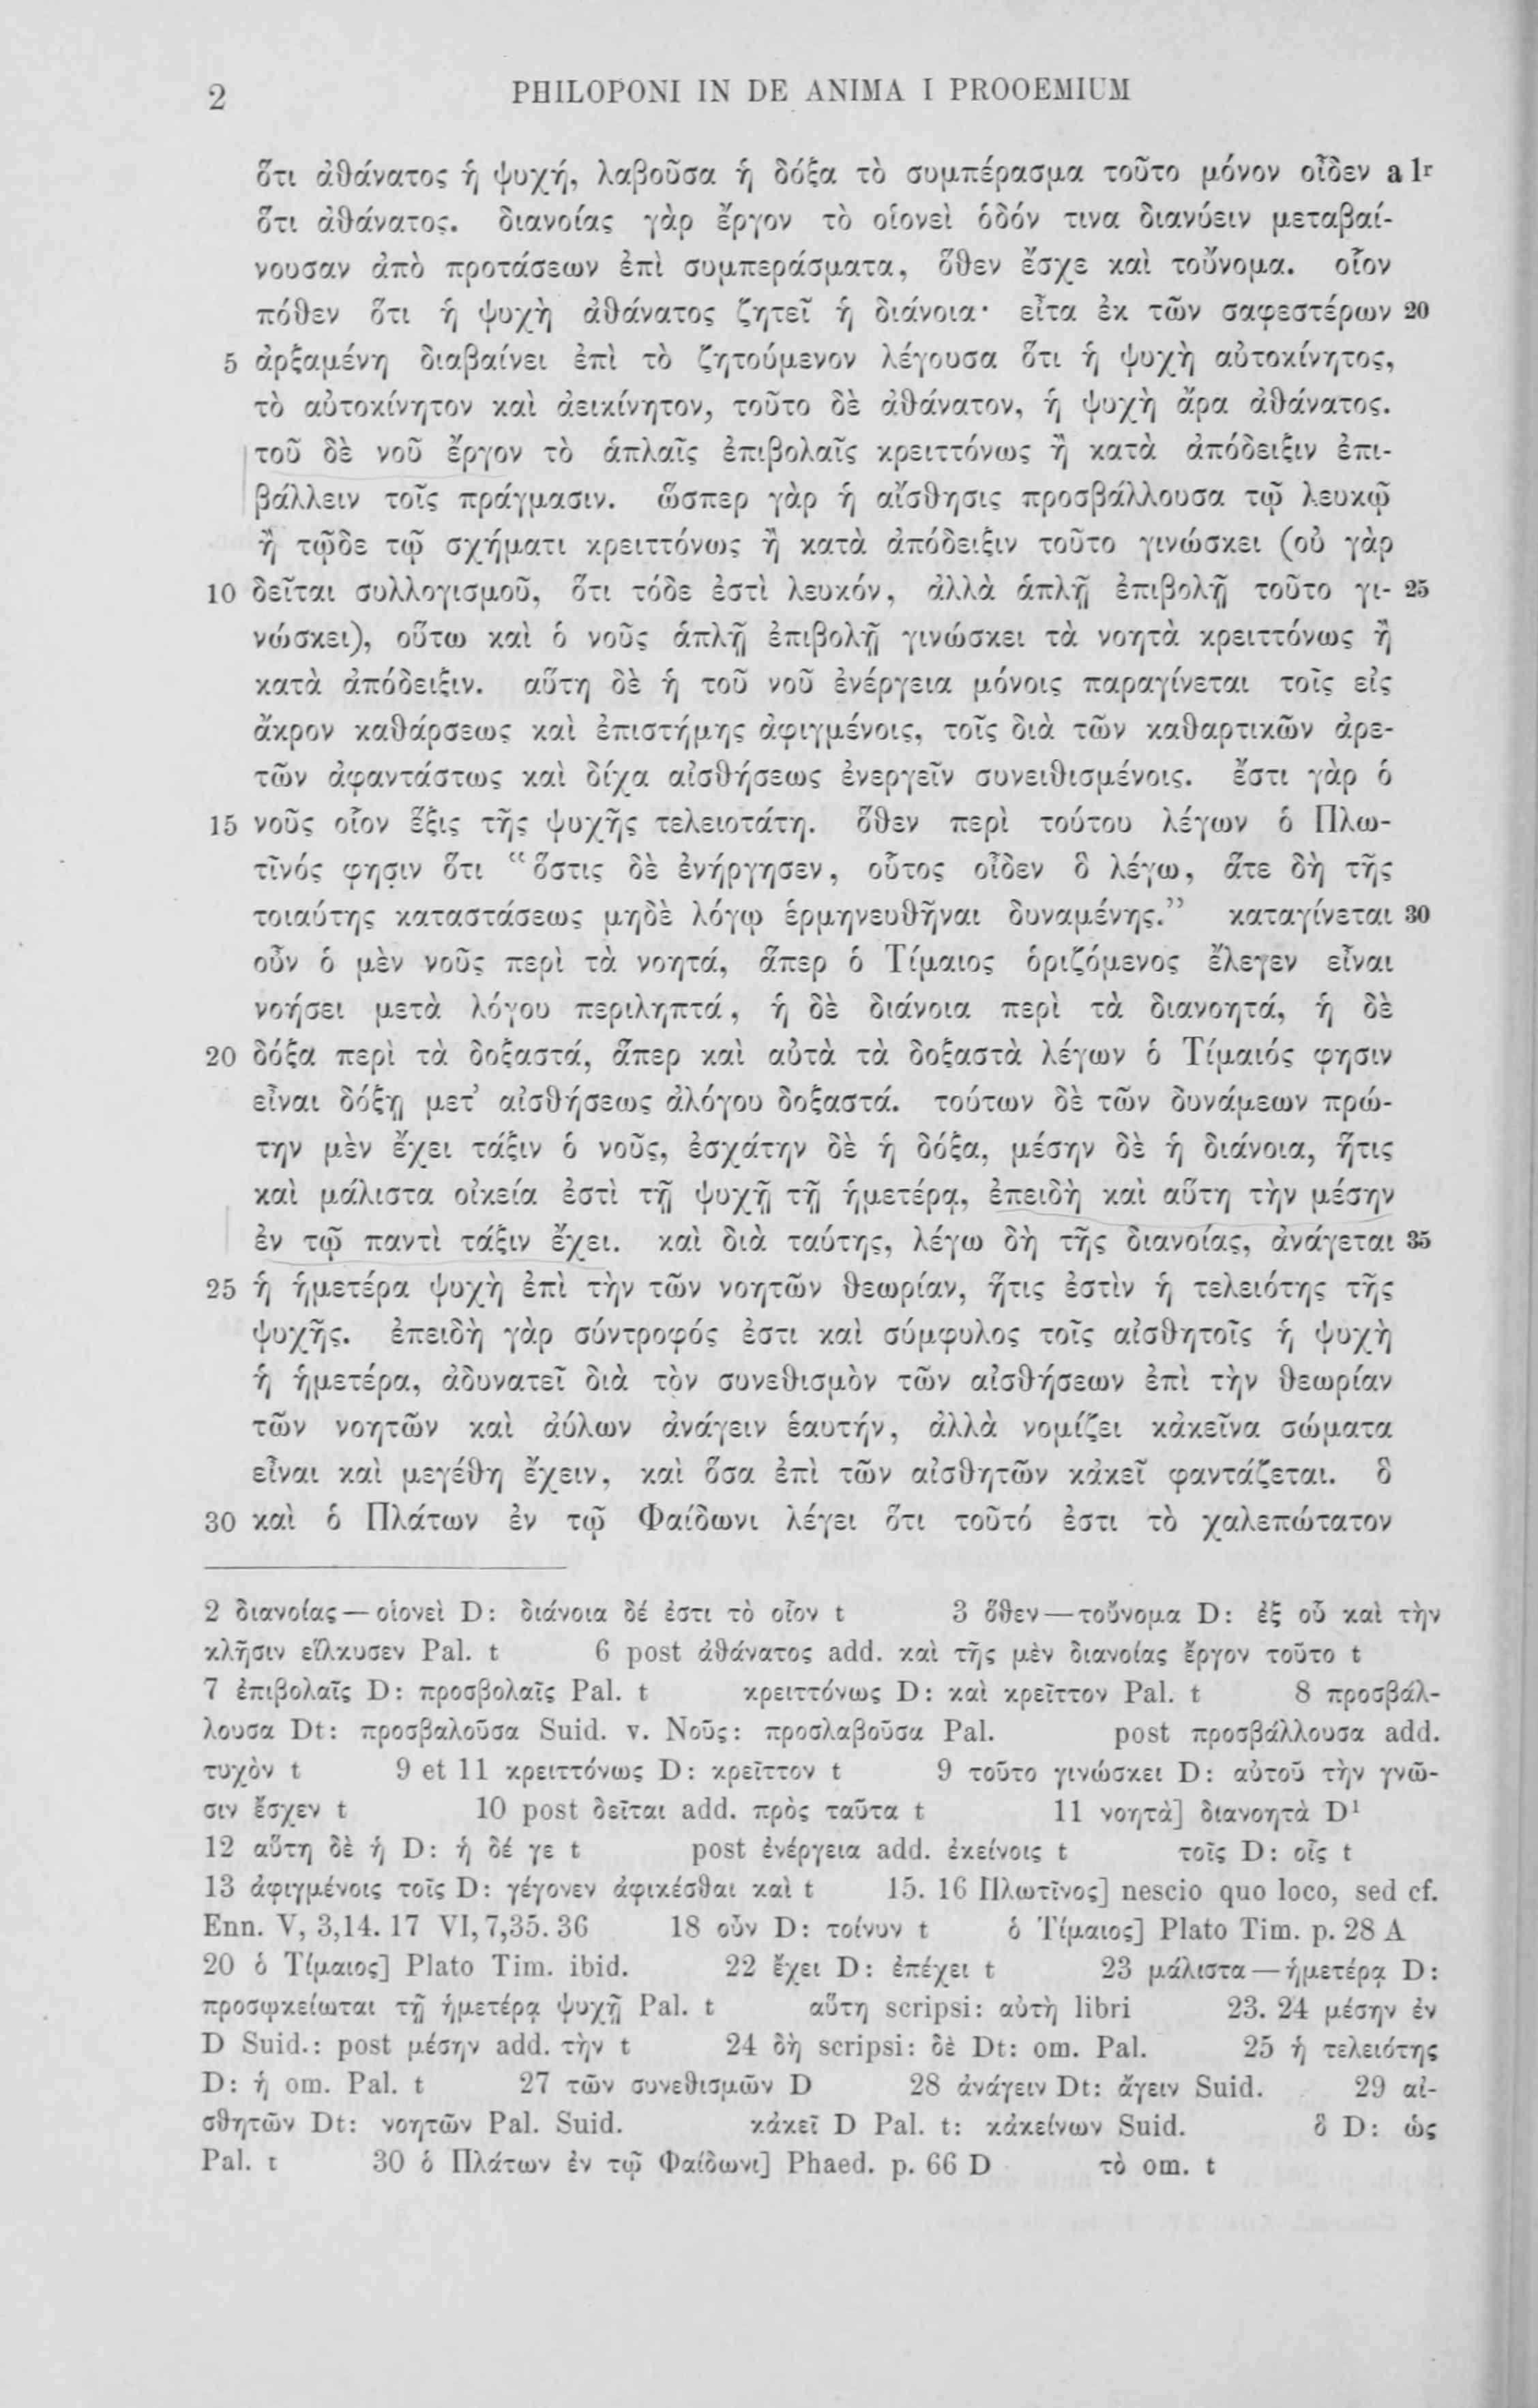 2 PHILOPONI IN DE ANIMA I PROOEMIUM
ὅτι ἀθάνατος ἡ ψυχή, λαβοῦσα ἡ δόξα τὸ συμπέρασμα τοῦτο μόνον οἶδεν a 1r
ὅτι ἀθάνατος. διανοίας γὰρ ἔργον τὸ οἱονεὶ ὁδόν τινα διανύειν μεταβαί-
νουσαν ἀπὸ προτάσεων ἐπὶ συμπεράσματα, ὅθεν ἔσχε καὶ τοὔνομα. οἷον
πόθεν ὅτι ἡ ψυχὴ ἀθάνατος ζητεῖ ἡ διάνοια· εἶτα ἐκ τῶν σαφεστέρων 20
5 ἀρξαμένη διαβαίνει ἐπὶ τὸ ζητούμενον λέγουσα ὅτι ἡ ψυχὴ αὐτοκίνητος,
τὸ αὐτοκίνητον καὶ ἀεικίνητον, τοῦτο δὲ ἀθάνατον, ἡ ψυχὴ ἄρα ἀθάνατος.
τοῦ δὲ νοῦ ἔργον τὸ ἁπλαῖς ἐπιβολαῖς κρειττόνως ἢ κατὰ ἀπόδειξιν ἐπι-
βάλλειν τοῖς πράγμασιν. ὥσπερ γὰρ ἡ αἴσθησις προσβάλλουσα τῷ λευκῷ
ἢ τῷδε τῷ σχήματι κρειττόνως ἢ κατὰ ἀπόδειξιν τοῦτο γινώσκει (οὐ γὰρ
10 δεῖται συλλογισμοῦ, ὅτι τόδε ἐστὶ λευκόν, ἀλλὰ ἁπλῇ ἐπιβολῇ τοῦτο γι- 25
νώσκει), οὕτω καὶ ὁ νοῦς ἁπλῇ ἐπιβολῇ γινώσκει τὰ νοητὰ κρειττόνως ἢ
κατὰ ἀπόδειξιν. αὕτη δὲ ἡ τοῦ νοῦ ἐνέργεια μόνοις παραγίνεται τοῖς εἰς
ἄκρον καθάρσεως καὶ ἐπιστήμης ἀφιγμένοις, τοῖς διὰ τῶν καθαρτικῶν ἀρε-
τῶν ἀφαντάστως καὶ δίχα αἰσθήσεως ἐνεργεῖν συνειθισμένοις. ἔστι γὰρ ὁ
15 νοῦς οἷον ἕξις τῆς ψυχῆς τελειοτάτη. ὅθεν περὶ τούτου λέγων ὁ Πλω-
τῖνός φησιν ὅτι “ὅστις δὲ ἐνήργησεν, οὗτος οἶδεν ὃ λέγω, ἅτε δὴ τῆς
τοιαύτης καταστάσεως μηδὲ λόγῳ ἑρμηνευθῆναι δυναμένης.” καταγίνεται 30
οὖν ὁ μὲν νοῦς περὶ τὰ νοητά, ἅπερ ὁ Τίμαιος ὁριζόμενος ἔλεγεν εἶναι
νοήσει μετὰ λόγου περιληπτά, ἡ δὲ διάνοια περὶ τὰ διανοητά, ἡ δὲ
20 δόξα περὶ τὰ δοξαστά, ἅπερ καὶ αὐτὰ τὰ δοξαστὰ λέγων ὁ Τίμαιός φησιν
εἶναι δόξῃ μετ’ αἰσθήσεως ἀλόγου δοξαστά. τούτων δὲ τῶν δυνάμεων πρώ-
την μὲν ἔχει τάξιν ὁ νοῦς, ἐσχάτην δὲ ἡ δόξα, μέσην δὲ ἡ διάνοια, ἥτις
καὶ μάλιστα οἰκεία ἐστὶ τῇ ψυχῇ τῇ ἡμετέρᾳ, ἐπειδὴ καὶ αὕτη τὴν μέσην
ἐν τῷ παντὶ τάξιν ἔχει. καὶ διὰ ταύτης, λέγω δὴ τῆς διανοίας, ἀνάγεται 35
25 ἡ ἡμετέρα ψυχὴ ἐπὶ τὴν τῶν νοητῶν θεωρίαν, ἥτις ἐστὶν ἡ τελειότης τῆς
ψυχῆς. ἐπειδὴ γὰρ σύντροφός ἐστι καὶ σύμφυλος τοῖς αἰσθητοῖς ἡ ψυχὴ
ἡ ἡμετέρα, ἀδυνατεῖ διὰ τὸν συνεθισμὸν τῶν αἰσθήσεων ἐπὶ τὴν θεωρίαν
τῶν νοητῶν καὶ ἀύλων ἀνάγειν ἑαυτήν, ἀλλὰ νομίζει κἀκεῖνα σώματα
εἶναι καὶ μεγέθη ἔχειν, καὶ ὅσα ἐπὶ τῶν αἰσθητῶν κἀκεῖ φαντάζεται. ὃ
30 καὶ ὁ Πλάτων ἐν τῷ Φαίδωνι λέγει ὅτι τοῦτό ἐστι τὸ χαλεπώτατον
2 διανοίας — οἱονεὶ D: διάνοια δέ ἐστι τὸ οἷον t 3 ὅθεν — τοὔνομα D: ἐξ οὗ καὶ τὴν
κλῆσιν εἵλκυσεν Pal. t 6 post ἀθάνατος add. καὶ τῆς μὲν διανοίας ἔργον τοῦτο t
7 ἐπιβολαῖς D: προσβολαῖς Pal. t κρειττόνως D: καὶ κρεῖττον Pal. t 8 προσβάλ-
λουσα Dt: προσβαλοῦσα Suid. v. Νοῦς: προσλαβοῦσα Pal. post προσβάλλουσα add.
τυχὸν t 9 et 11 κρειττόνως D: κρεῖττον t 9 τοῦτο γινώσκει D: αὐτοῦ τὴν γνῶ-
σιν ἔσχεν t 10 post δεῖται add. πρὸς ταῦτα t 11 νοητὰ] διανοητὰ D¹
12 αὕτη δὲ ἡ D: ἡ δέ γε t post ἐνέργεια add. ἐκείνοις t τοῖς D: οἷς t
13 ἀφιγμένοις τοῖς D: γέγονεν ἀφικέσθαι καὶ t 15. 16 Πλωτῖνος] nescio quo loco, sed cf.
Enn. V, 3,14. 17 VI, 7,35. 36 18 οὖν D: τοίνυν t ὁ Τίμαιος] Plato Tim. p. 28 A
20 ὁ Τίμαιος] Plato Tim. ibid. 22 ἔχει D: ἐπέχει t 23 μάλιστα — ἡμετέρᾳ D:
προσῳκείωται τῇ ἡμετέρᾳ ψυχῇ Pal. t αὕτη scripsi: αὐτὴ libri 23. 24 μέσην ἐν
D Suid.: post μέσην add. τὴν t 24 δὴ scripsi: δὲ Dt: om. Pal. 25 ἡ τελειότης
D: ἡ om. Pal. t 27 τῶν συνεθισμῶν D 28 ἀνάγειν Dt: ἄγειν Suid. 29 αἰ-
σθητῶν Dt: νοητῶν Pal. Suid. κἀκεῖ D Pal. t: κἀκείνων Suid. ὃ D: ὡς
Pal. t 30 ὁ Πλάτων ἐν τῷ Φαίδωνι] Phaed. p. 66 D τὸ om. t